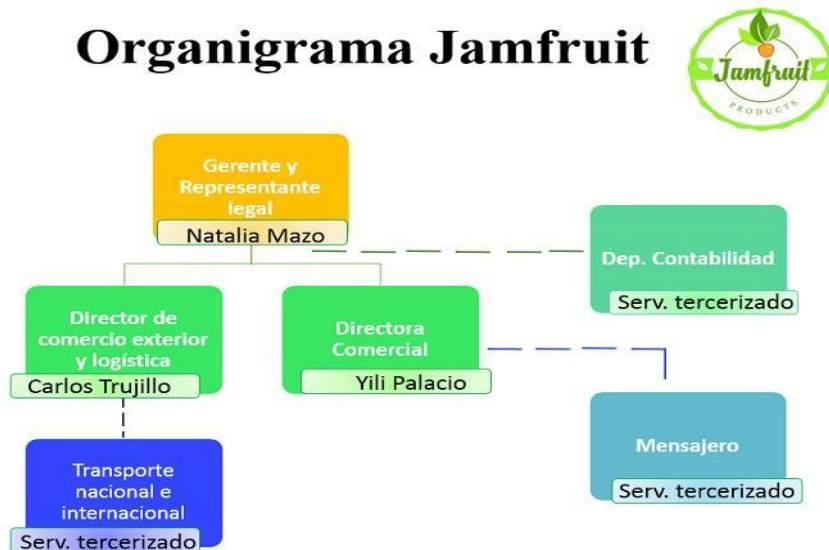 Organigrama Jamfruit
Jamfruit
PRODUCTS
Gerente y
Representante
legal
Natalia Mazo
Dep. Contabilidad
Serv. tercerizado
Director de
comercio exterior
y logística
Carlos Trujillo
Directora
Comercial
Yili Palacio
Mensajero
Serv. tercerizado
Transporte
nacional e
internacional
Serv. tercerizado